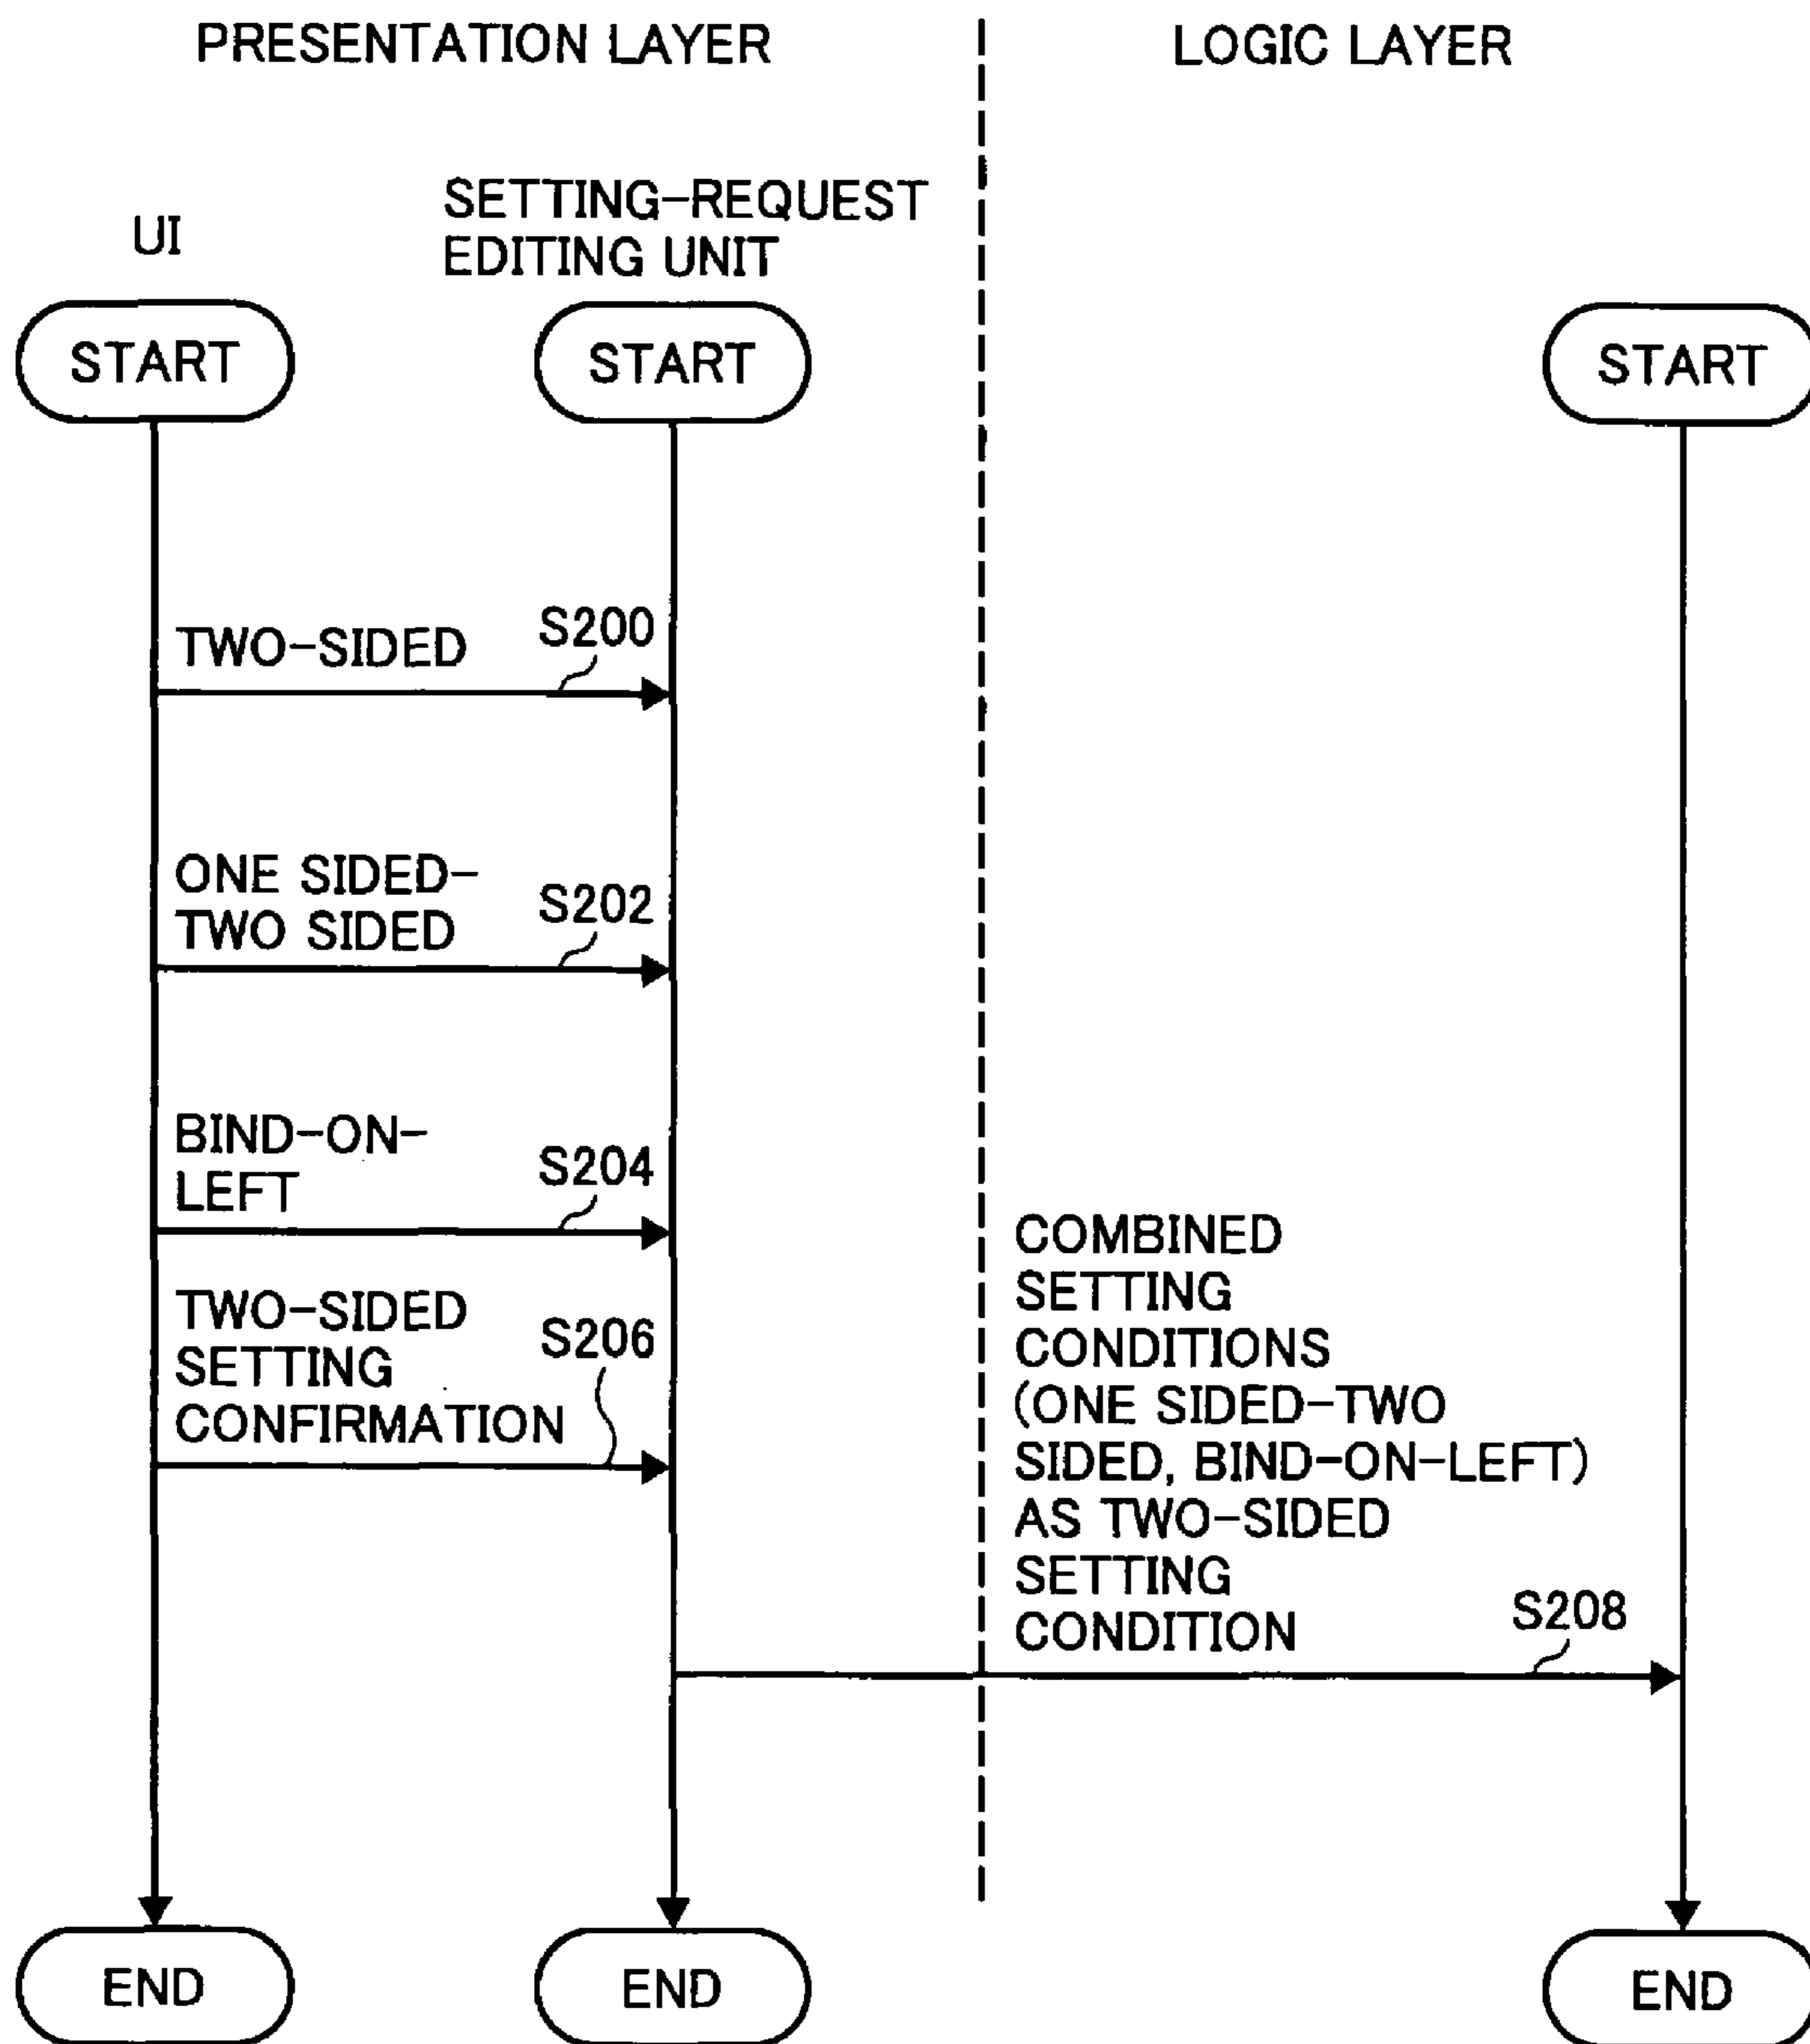 PRESENTATION LAYER
LOGIC LAYER
UI
SETTING-REQUEST
EDITING UNIT
START
START
START
TWO-SIDED
S200
ONE SIDED-
TWO SIDED
S202
BIND-ON-
LEFT
S204
TWO-SIDED
SETTING
CONFIRMATION
S206
COMBINED
SETTING
CONDITIONS
(ONE SIDED-TWO
SIDED, BIND-ON-LEFT)
AS TWO-SIDED
SETTING
CONDITION
S208
END
END
END